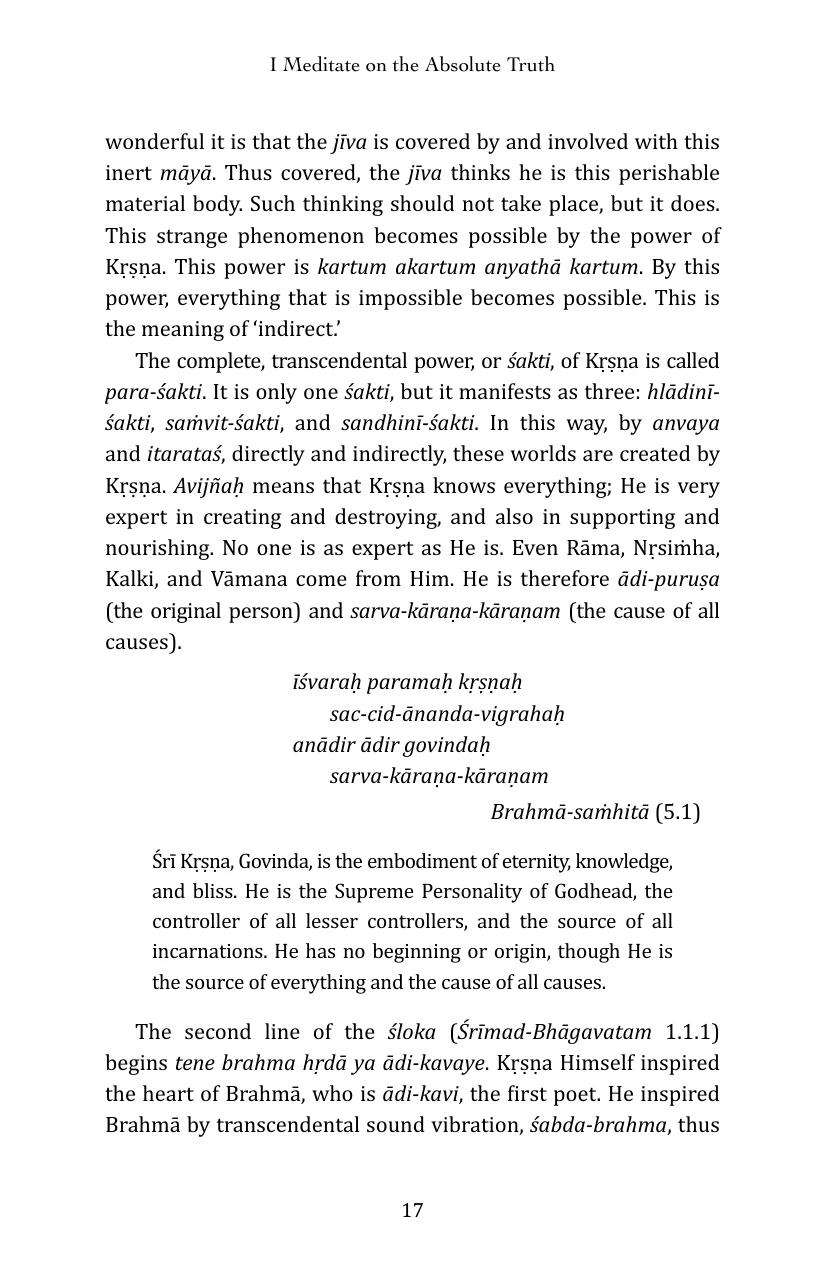 I Meditate on the Absolute Truth
wonderful it is that the jīva is covered by and involved with this
inert māyā. Thus covered, the jīva thinks he is this perishable
material body. Such thinking should not take place, but it does.
This strange phenomenon becomes possible by the power of
Kṛṣṇa. This power is kartum akartum anyathā kartum. By this
power, everything that is impossible becomes possible. This is
the meaning of ‘indirect.’
The complete, transcendental power, or śakti, of Kṛṣṇa is called
para-śakti. It is only one śakti, but it manifests as three: hlādinī-
śakti, saṁvit-śakti, and sandhinī-śakti. In this way, by anvaya
and itarataś, directly and indirectly, these worlds are created by
Kṛṣṇa. Avijñaḥ means that Kṛṣṇa knows everything; He is very
expert in creating and destroying, and also in supporting and
nourishing. No one is as expert as He is. Even Rāma, Nṛsiṁha,
Kalki, and Vāmana come from Him. He is therefore ādi-puruṣa
(the original person) and sarva-kāraṇa-kāraṇam (the cause of all
causes).
īśvaraḥ paramaḥ kṛṣṇaḥ
sac-cid-ānanda-vigrahaḥ
anādir ādir govindaḥ
sarva-kāraṇa-kāraṇam
Brahmā-saṁhitā (5.1)
Śrī Kṛṣṇa, Govinda, is the embodiment of eternity, knowledge,
and bliss. He is the Supreme Personality of Godhead, the
controller of all lesser controllers, and the source of all
incarnations. He has no beginning or origin, though He is
the source of everything and the cause of all causes.
The second line of the śloka (Śrīmad-Bhāgavatam 1.1.1)
begins tene brahma hṛdā ya ādi-kavaye. Kṛṣṇa Himself inspired
the heart of Brahmā, who is ādi-kavi, the first poet. He inspired
Brahmā by transcendental sound vibration, śabda-brahma, thus
17